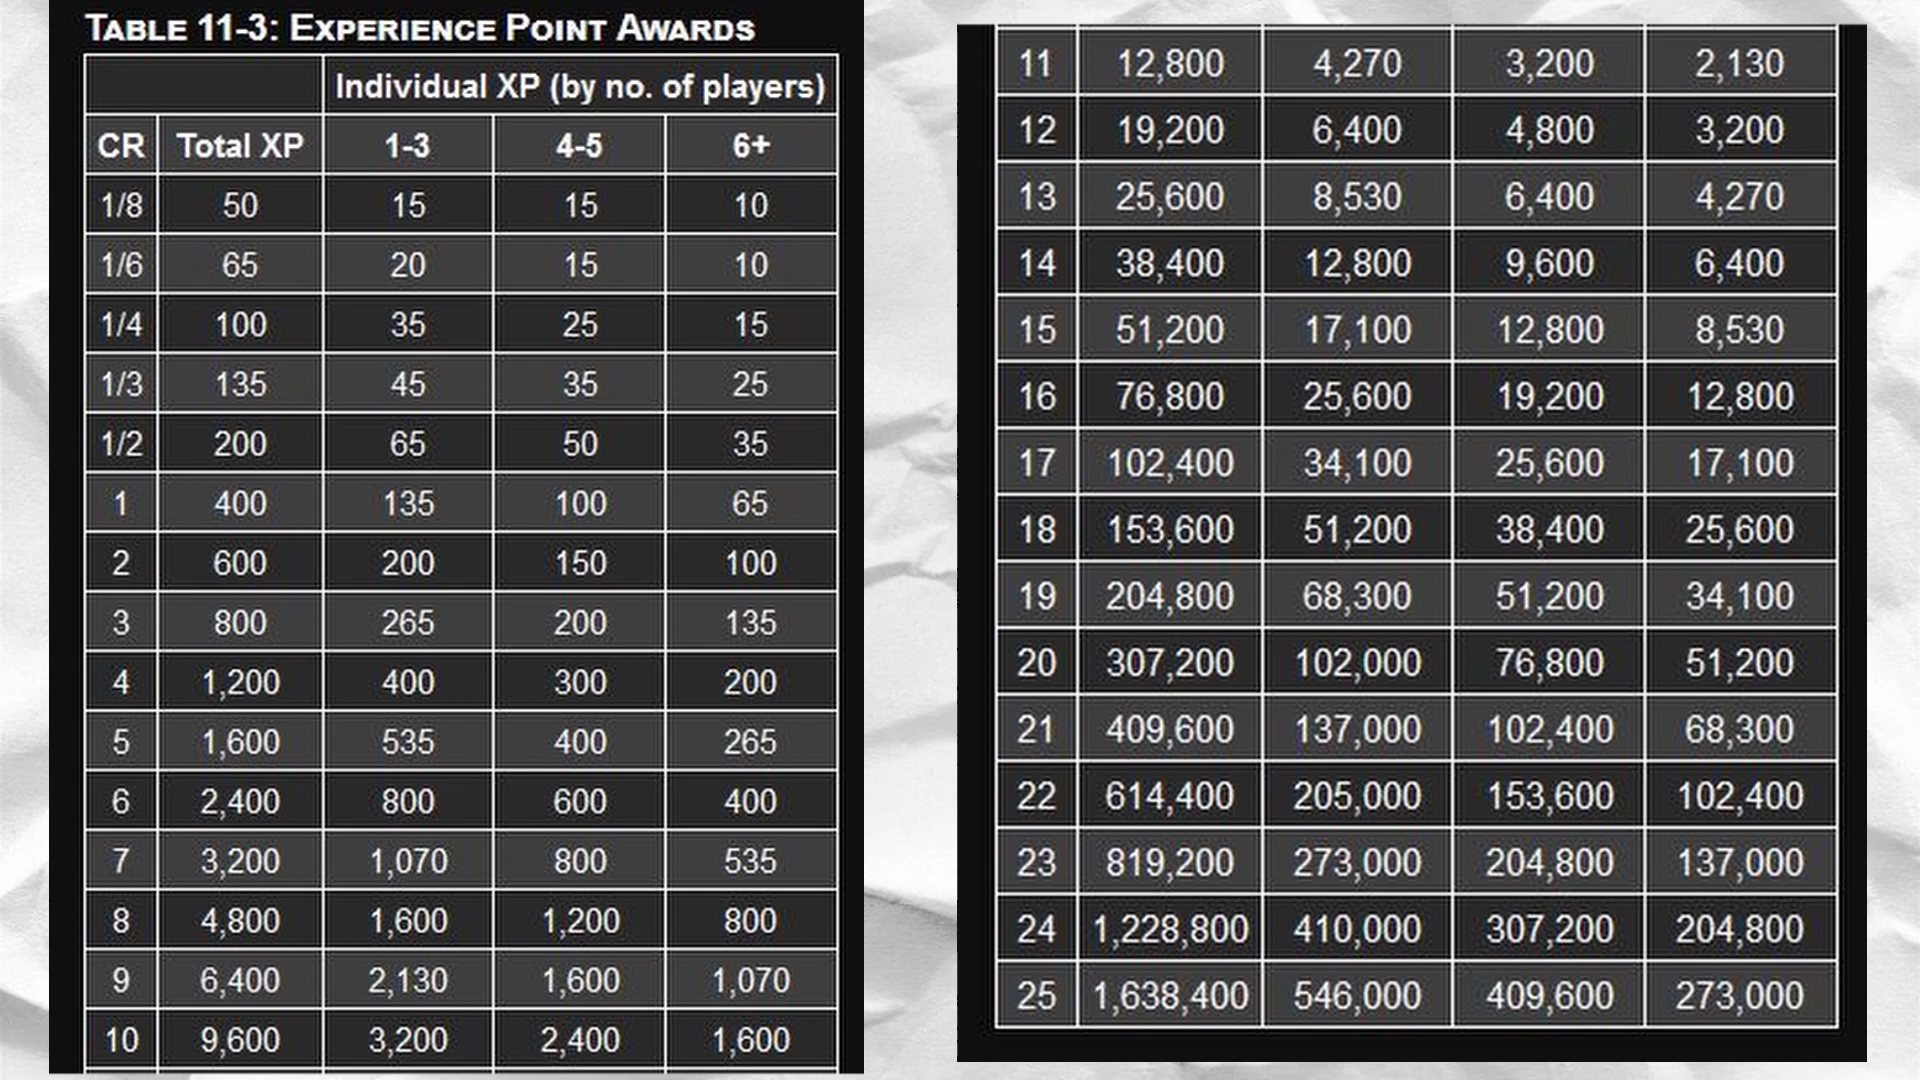 TABLE 11-3: EXPERIENCE POINT AWARDS
Individual XP (by no. of players)
CR Total XP 1-3 4-5 6+
1/8 50 15 15 10
1/6 65 20 15 10
1/4 100 35 25 15
1/3 135 45 35 25
1/2 200 65 50 35
1 400 135 100 65
2 600 200 150 100
3 800 265 200 135
4 1,200 400 300 200
5 1,600 535 400 265
6 2,400 800 600 400
7 3,200 1,070 800 535
8 4,800 1,600 1,200 800
9 6,400 2,130 1,600 1,070
10 9,600 3,200 2,400 1,600
11 12,800 4,270 3,200 2,130
12 19,200 6,400 4,800 3,200
13 25,600 8,530 6,400 4,270
14 38,400 12,800 9,600 6,400
15 51,200 17,100 12,800 8,530
16 76,800 25,600 19,200 12,800
17 102,400 34,100 25,600 17,100
18 153,600 51,200 38,400 25,600
19 204,800 68,300 51,200 34,100
20 307,200 102,000 76,800 51,200
21 409,600 137,000 102,400 68,300
22 614,400 205,000 153,600 102,400
23 819,200 273,000 204,800 137,000
24 1,228,800 410,000 307,200 204,800
25 1,638,400 546,000 409,600 273,000